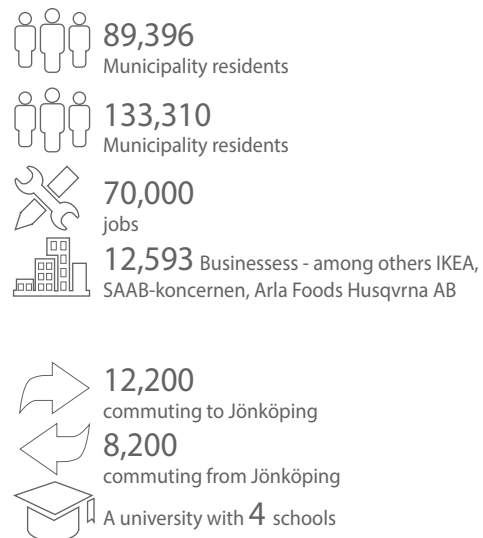 89,396
Municipality residents
133,310
Municipality residents
70,000
jobs
12,593 Businessess - among others IKEA,
SAAB-koncernen, Arla Foods Husqvrna AB
12,200
commuting to Jönköping
8,200
commuting from Jönköping
A university with 4 schools